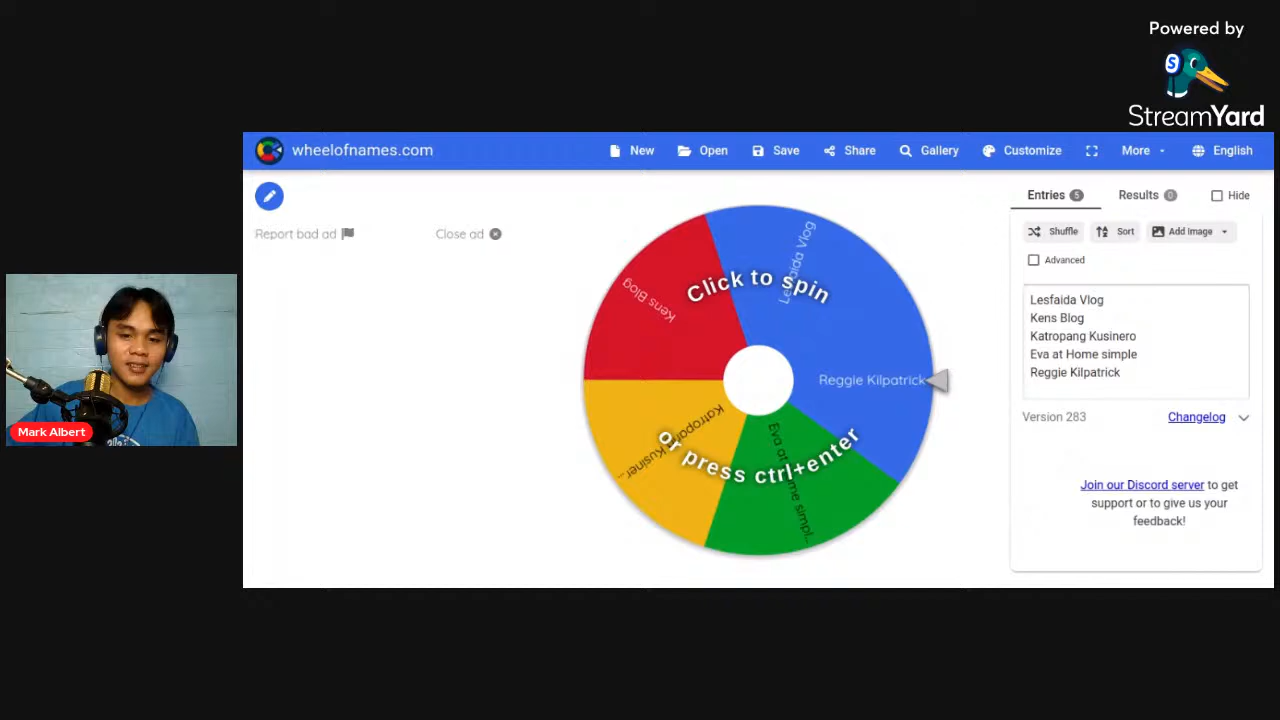 Powered by
S
StreamYard
wheelofnames.com
New
Open
Save
Share
Gallery
Customize
More
English
Report bad ad
Close ad
Entries 5
Results 0
Hide
Shuffle
Sort
Add Image
Advanced
Lesfaida Vlog
Kens Blog
Katropang Kusinero
Eva at Home simple
Reggie Kilpatrick
Version 283
Changelog
Join our Discord server to get
support or to give us your
feedback!
Click to spin
or press ctrl+enter
Lesfaida Vlog
Kens Blog
Katropang Kusiner...
Eva at Home simpl...
Reggie Kilpatrick
Mark Albert